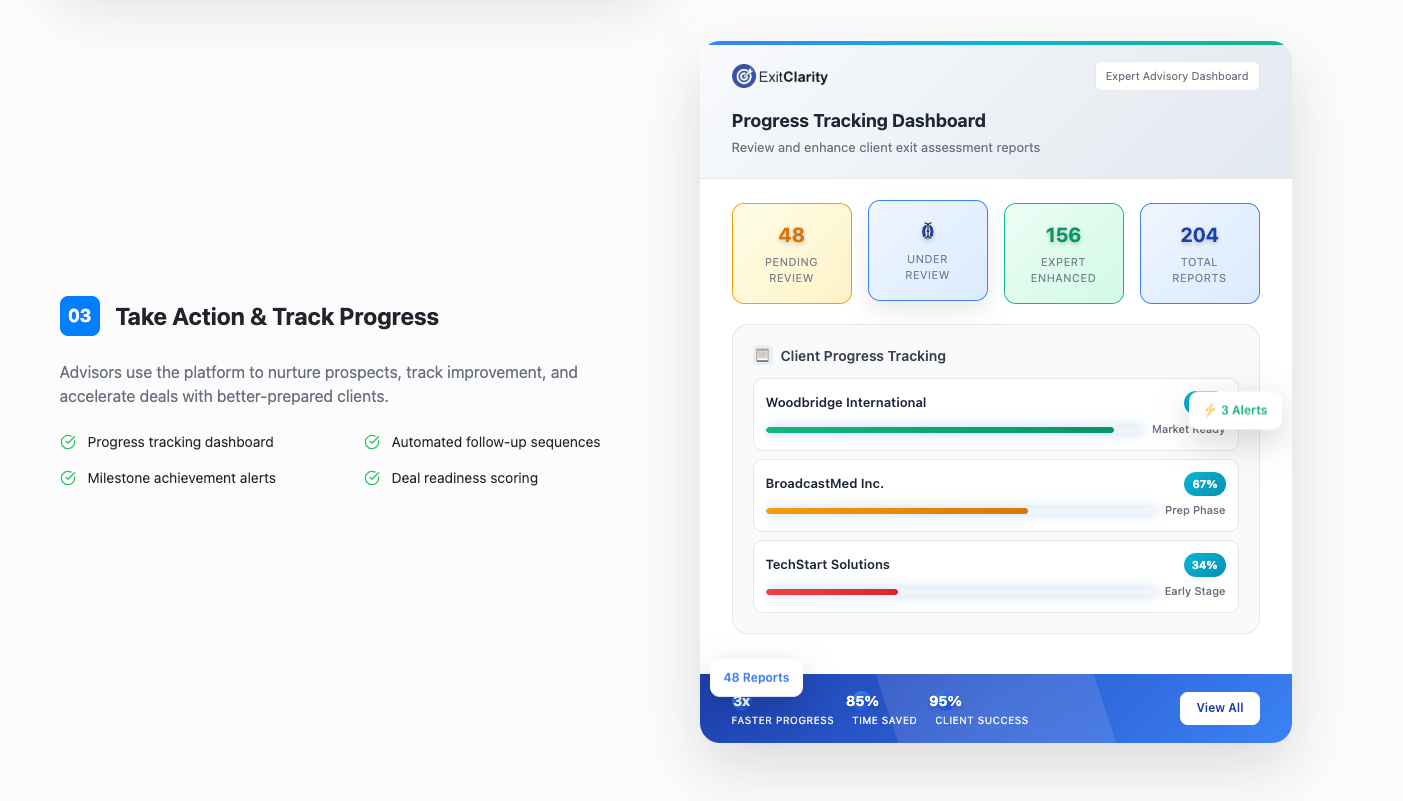 03
Take Action & Track Progress
Advisors use the platform to nurture prospects, track improvement, and
accelerate deals with better-prepared clients.
Progress tracking dashboard
Automated follow-up sequences
Milestone achievement alerts
Deal readiness scoring
ExitClarity
Expert Advisory Dashboard
Progress Tracking Dashboard
Review and enhance client exit assessment reports
48
PENDING
REVIEW
UNDER
REVIEW
156
EXPERT
ENHANCED
204
TOTAL
REPORTS
Client Progress Tracking
Woodbridge International
⚡ 3 Alerts
Market Ready
BroadcastMed Inc.
67%
Prep Phase
TechStart Solutions
34%
Early Stage
48 Reports
3x
FASTER PROGRESS
85%
TIME SAVED
95%
CLIENT SUCCESS
View All